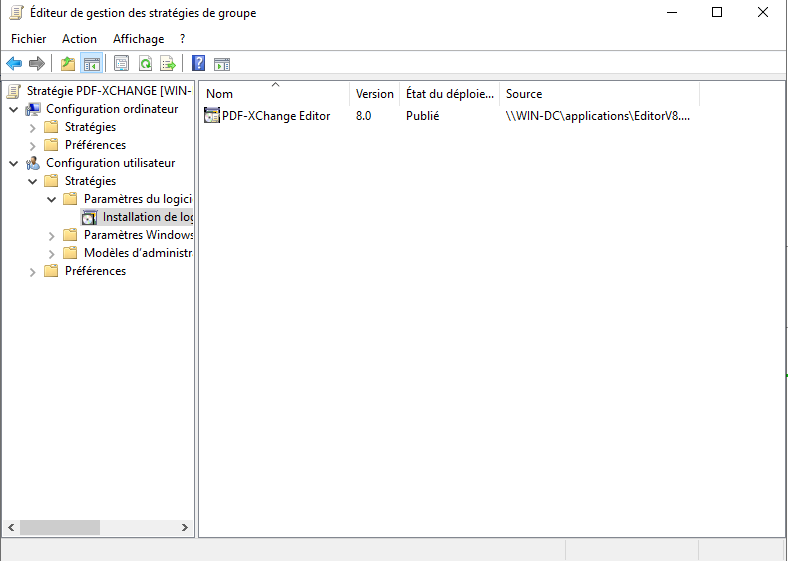 Éditeur de gestion des stratégies de groupe
Fichier Action Affichage ?
Stratégie PDF-XCHANGE [WIN-
Configuration ordinateur
Stratégies
Préférences
Configuration utilisateur
Stratégies
Paramètres du logici
Installation de log
Paramètres Windows
Modèles d'administra
Préférences
Nom Version État du déploie... Source
PDF-XChange Editor 8.0 Publié \\WIN-DC\applications\EditorV8....